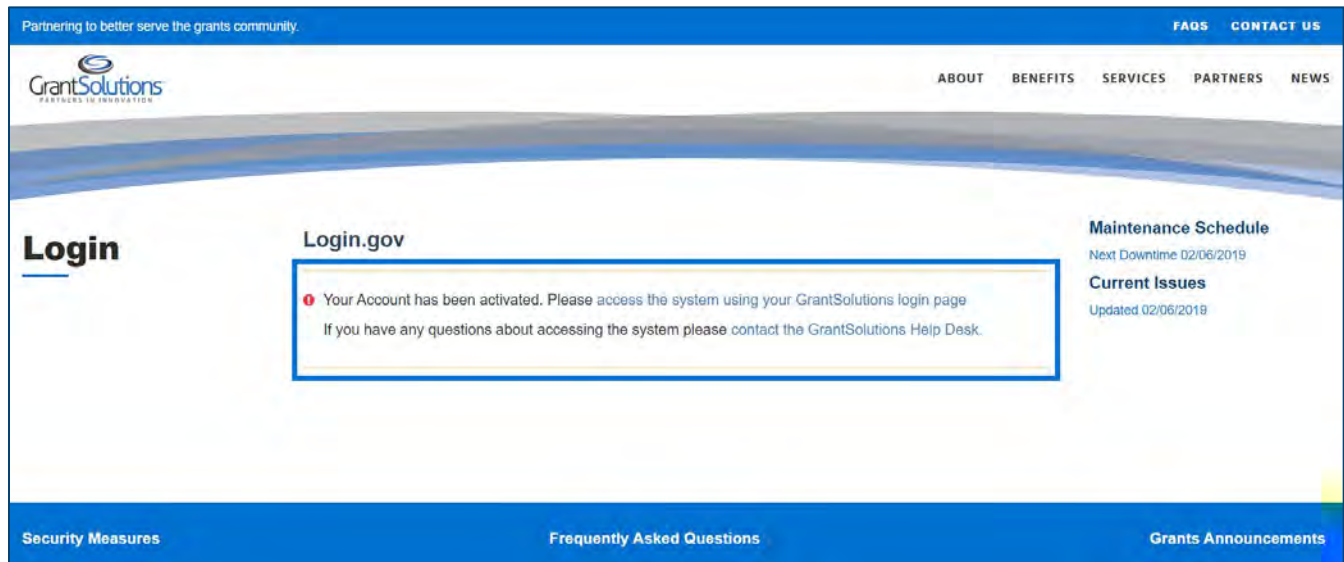 Partnering to better serve the grants community.
FAQS CONTACT US
GrantSolutions
PARTNERS IN INNOVATION
ABOUT BENEFITS SERVICES PARTNERS NEWS
Login
Login.gov
Your Account has been activated. Please access the system using your GrantSolutions login page
If you have any questions about accessing the system please contact the GrantSolutions Help Desk.
Maintenance Schedule
Next Downtime 02/06/2019
Current Issues
Updated 02/06/2019
Security Measures
Frequently Asked Questions
Grants Announcements